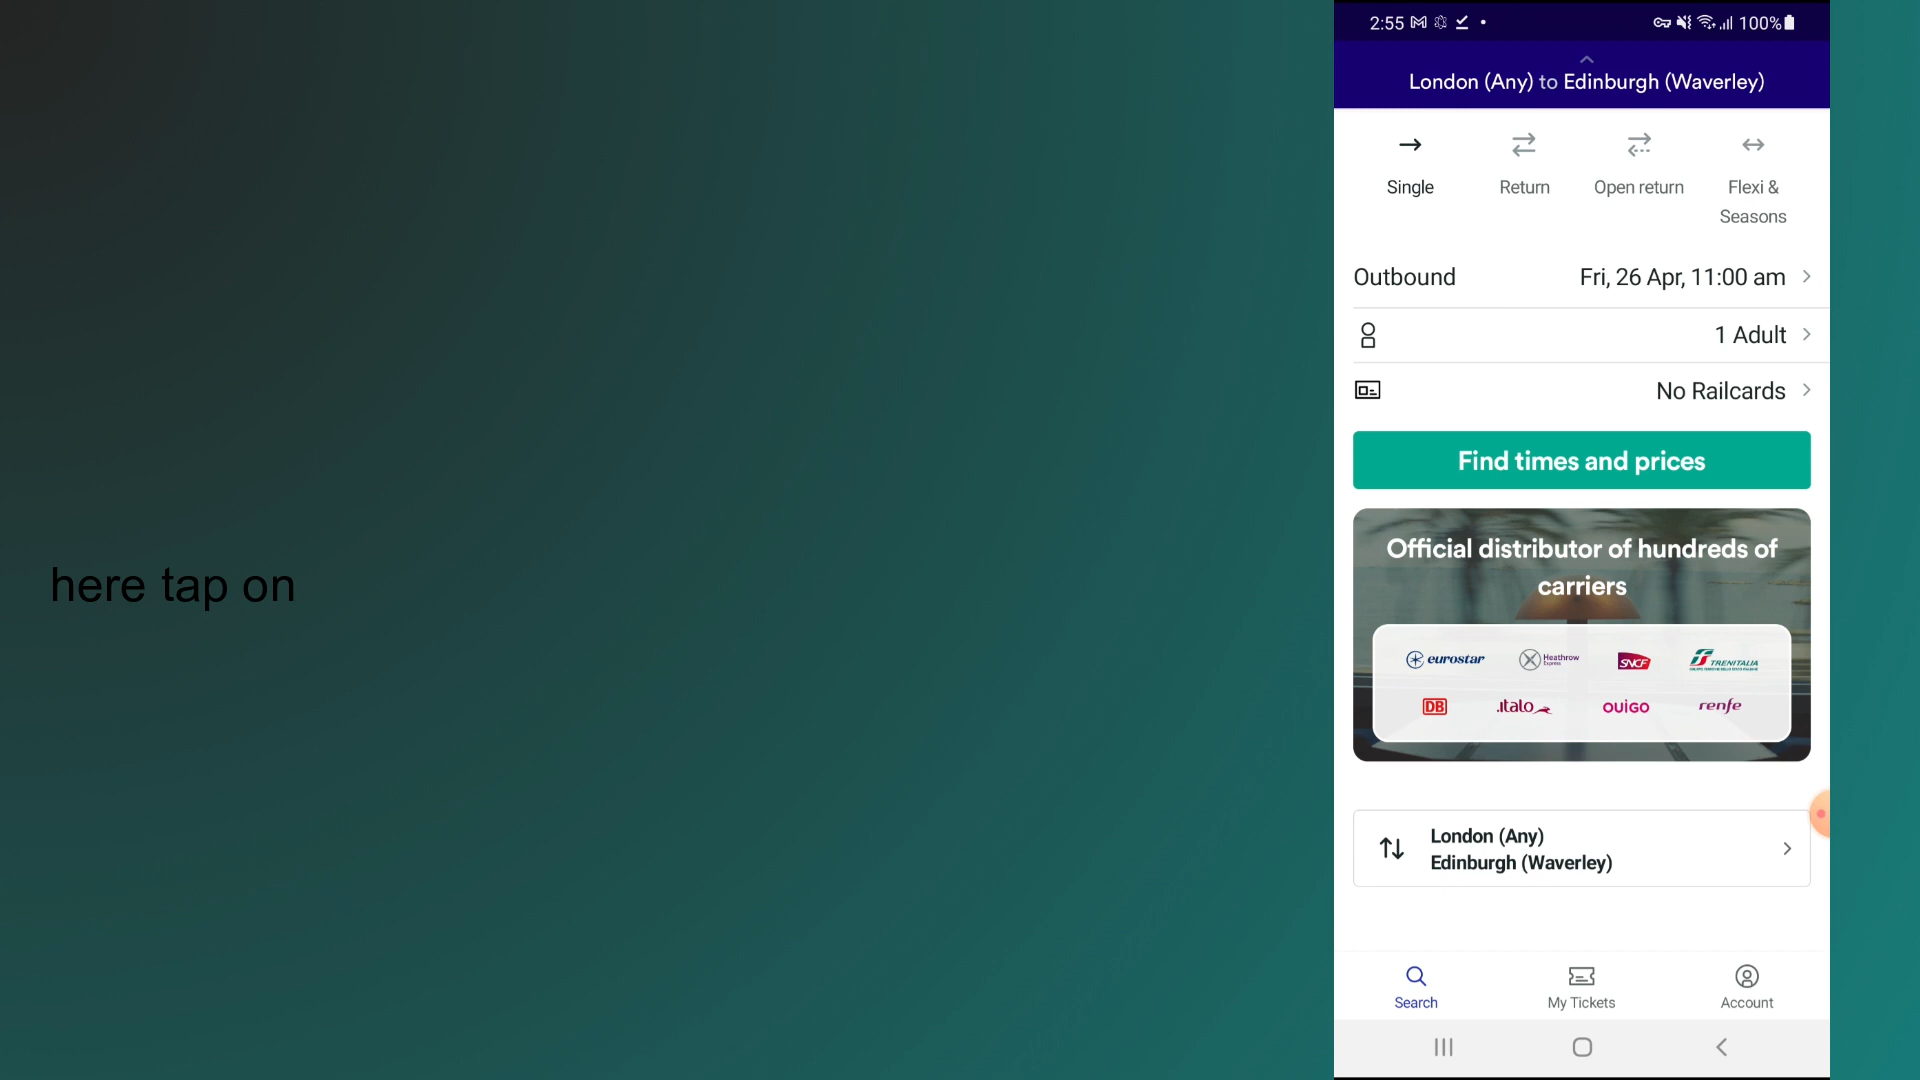 2:55
100%
London (Any) to Edinburgh (Waverley)
Single
Return
Open return
Flexi &
Seasons
Outbound
Fri, 26 Apr, 11:00 am
1 Adult
No Railcards
Find times and prices
Official distributor of hundreds of
carriers
eurostar
Heathrow
Express
SNCF
TRENITALIA
DB
.italo
OUIGO
renfe
here tap on
London (Any)
Edinburgh (Waverley)
Search
My Tickets
Account